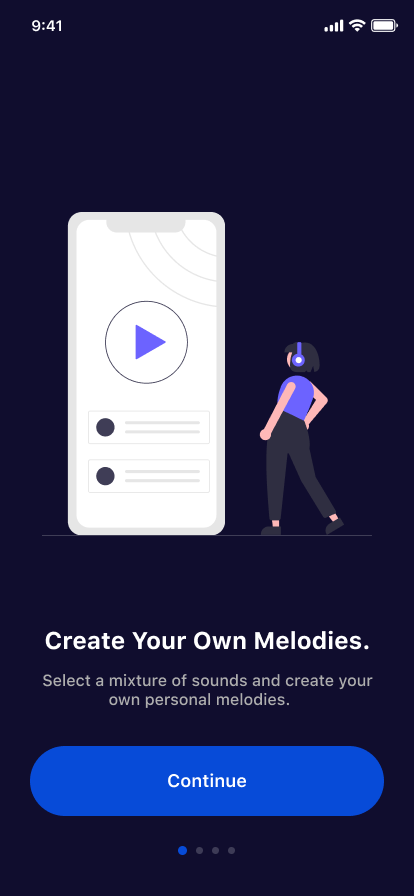 9:41
Create Your Own Melodies.
Select a mixture of sounds and create your
own personal melodies.
Continue